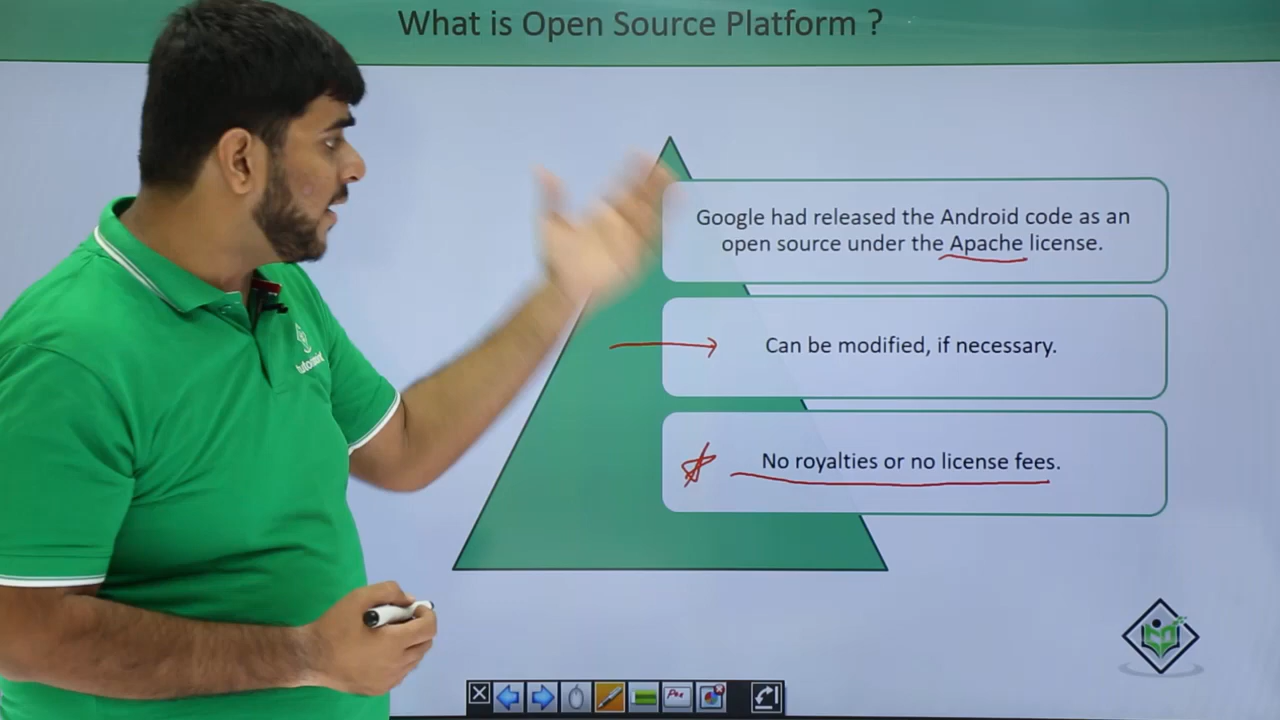 What is Open Source Platform ?
Google had released the Android code as an
open source under the Apache license.
Can be modified, if necessary.
No royalties or no license fees.